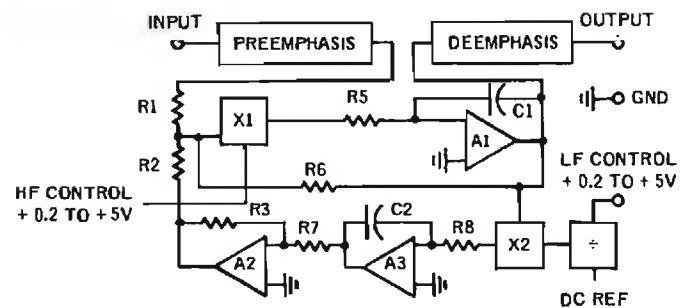 INPUT
OUTPUT
PREEMPHASIS
DEEMPHASIS
R1
X1
R5
C1
GND
A1
R2
R6
LF CONTROL
+ 0.2 TO + 5V
HF CONTROL
+ 0.2 TO + 5V
R3
R7
C2
R8
X2
÷
A2
A3
DC REF